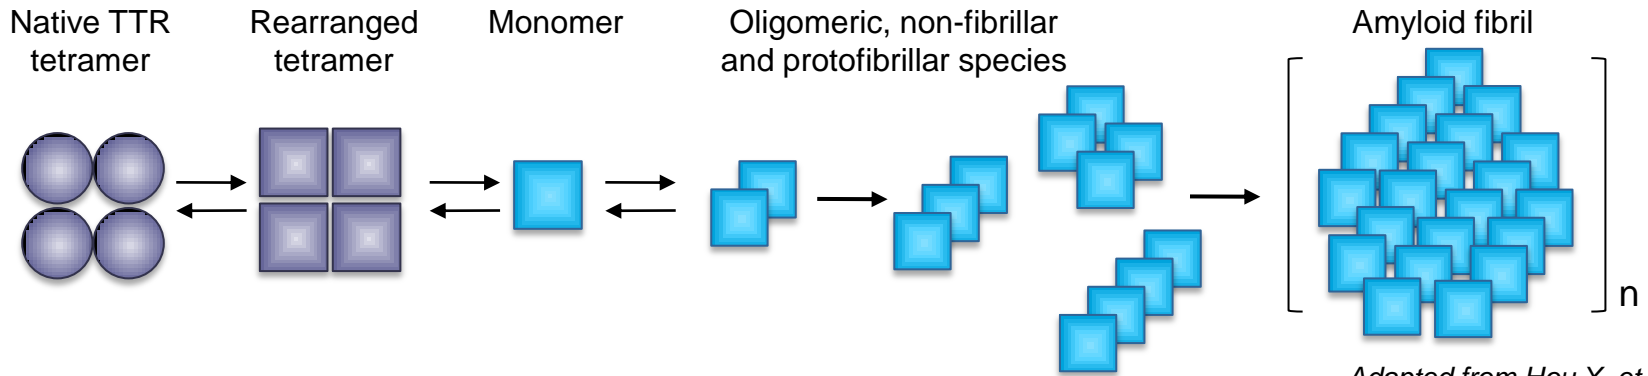 Native TTR
tetramer
Rearranged
tetramer
Monomer
Oligomeric, non-fibrillar
and protofibrillar species
Amyloid fibril
n
Adapted from Hou X, et